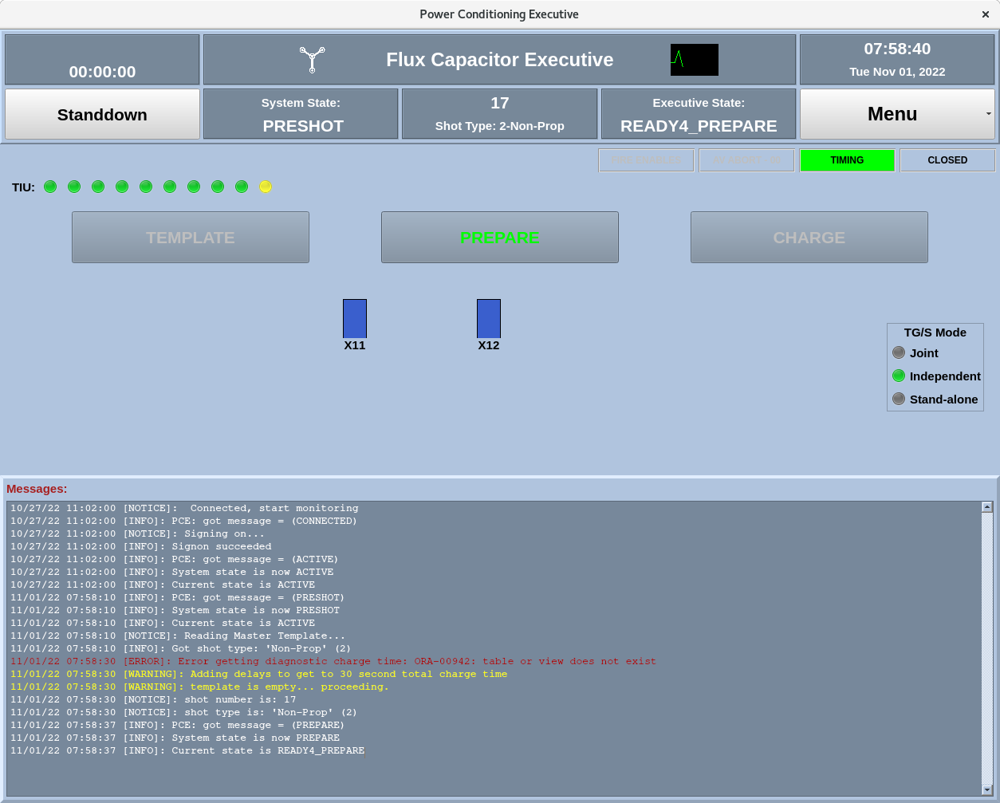 Power Conditioning Executive
00:00:00
Flux Capacitor Executive
07:58:40
Tue Nov 01, 2022
Standdown
System State:
PRESHOT
17
Shot Type: 2-Non-Prop
Executive State:
READY4_PREPARE
Menu
TIMING
CLOSED
TIU:
TEMPLATE
PREPARE
CHARGE
X11
X12
TG/S Mode
Joint
Independent
Stand-alone
Messages:
10/27/22 11:02:00 [NOTICE]:  Connected, start monitoring
10/27/22 11:02:00 [INFO]: PCE: got message = (CONNECTED)
10/27/22 11:02:00 [NOTICE]: Signing on...
10/27/22 11:02:00 [INFO]: Signon succeeded
10/27/22 11:02:00 [INFO]: PCE: got message = (ACTIVE)
10/27/22 11:02:00 [INFO]: System state is now ACTIVE
10/27/22 11:02:00 [INFO]: Current state is ACTIVE
11/01/22 07:58:10 [INFO]: PCE: got message = (PRESHOT)
11/01/22 07:58:10 [INFO]: System state is now PRESHOT
11/01/22 07:58:10 [INFO]: Current state is ACTIVE
11/01/22 07:58:10 [NOTICE]: Reading Master Template...
11/01/22 07:58:10 [INFO]: Got shot type: 'Non-Prop' (2)
11/01/22 07:58:30 [ERROR]: Error getting diagnostic charge time: ORA-00942: table or view does not exist
11/01/22 07:58:30 [WARNING]: Adding delays to get to 30 second total charge time
11/01/22 07:58:30 [WARNING]: template is empty... proceeding.
11/01/22 07:58:30 [NOTICE]: shot number is: 17
11/01/22 07:58:30 [NOTICE]: shot type is: 'Non-Prop' (2)
11/01/22 07:58:37 [INFO]: PCE: got message = (PREPARE)
11/01/22 07:58:37 [INFO]: System state is now PREPARE
11/01/22 07:58:37 [INFO]: Current state is READY4_PREPARE